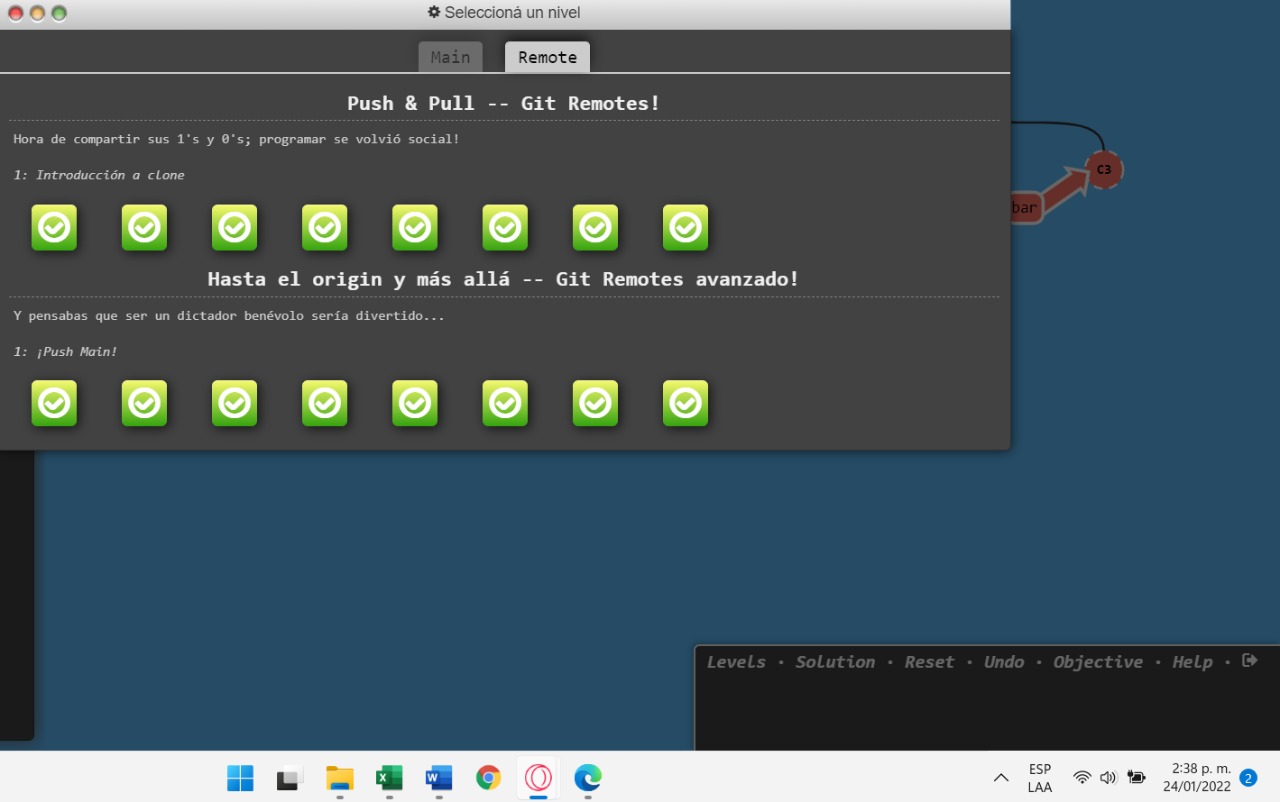 Seleccioná un nivel
Main
Remote
Push & Pull -- Git Remotes!
Hora de compartir sus 1's y 0's; programar se volvió social!
1: Introducción a clone
Hasta el origin y más allá -- Git Remotes avanzado!
Y pensabas que ser un dictador benévolo sería divertido...
1: ¡Push Main!
C3
bar
Levels · Solution · Reset · Undo · Objective · Help ·
X
W
ESP
LAA
2:38 p. m.
24/01/2022
2